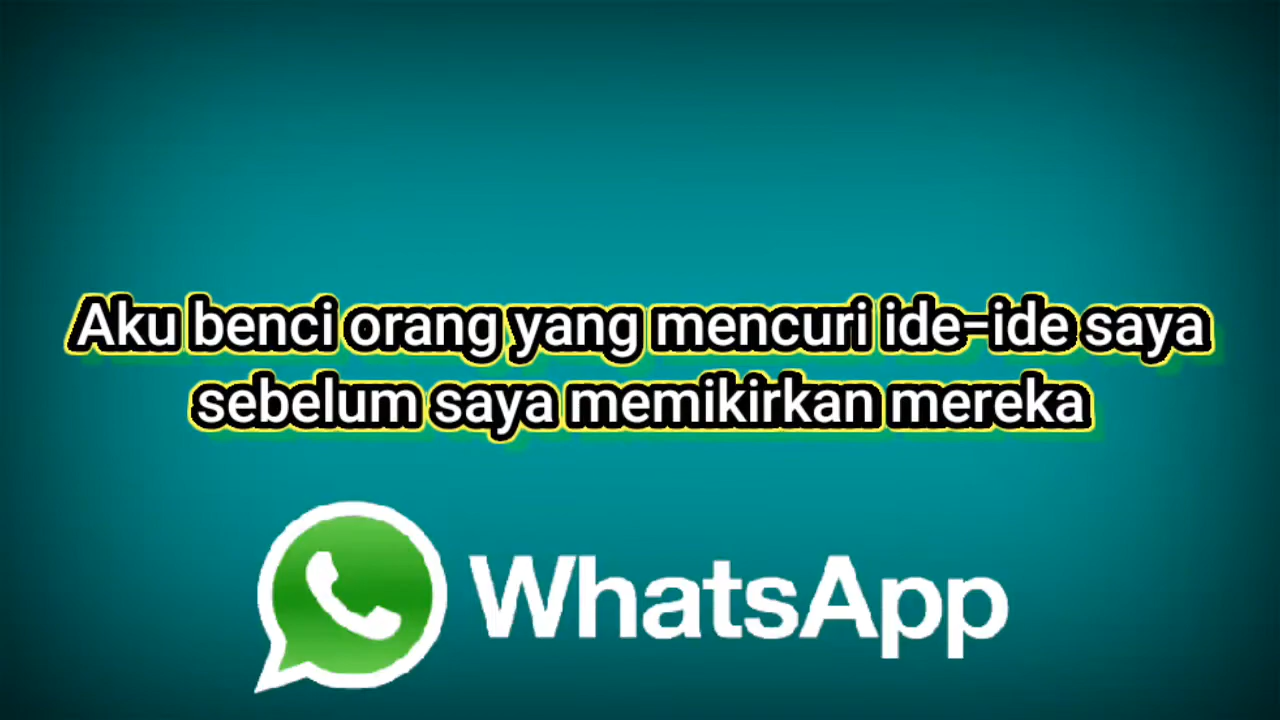 Aku benci orang yang mencuri ide-ide saya
sebelum saya memikirkan mereka
WhatsApp